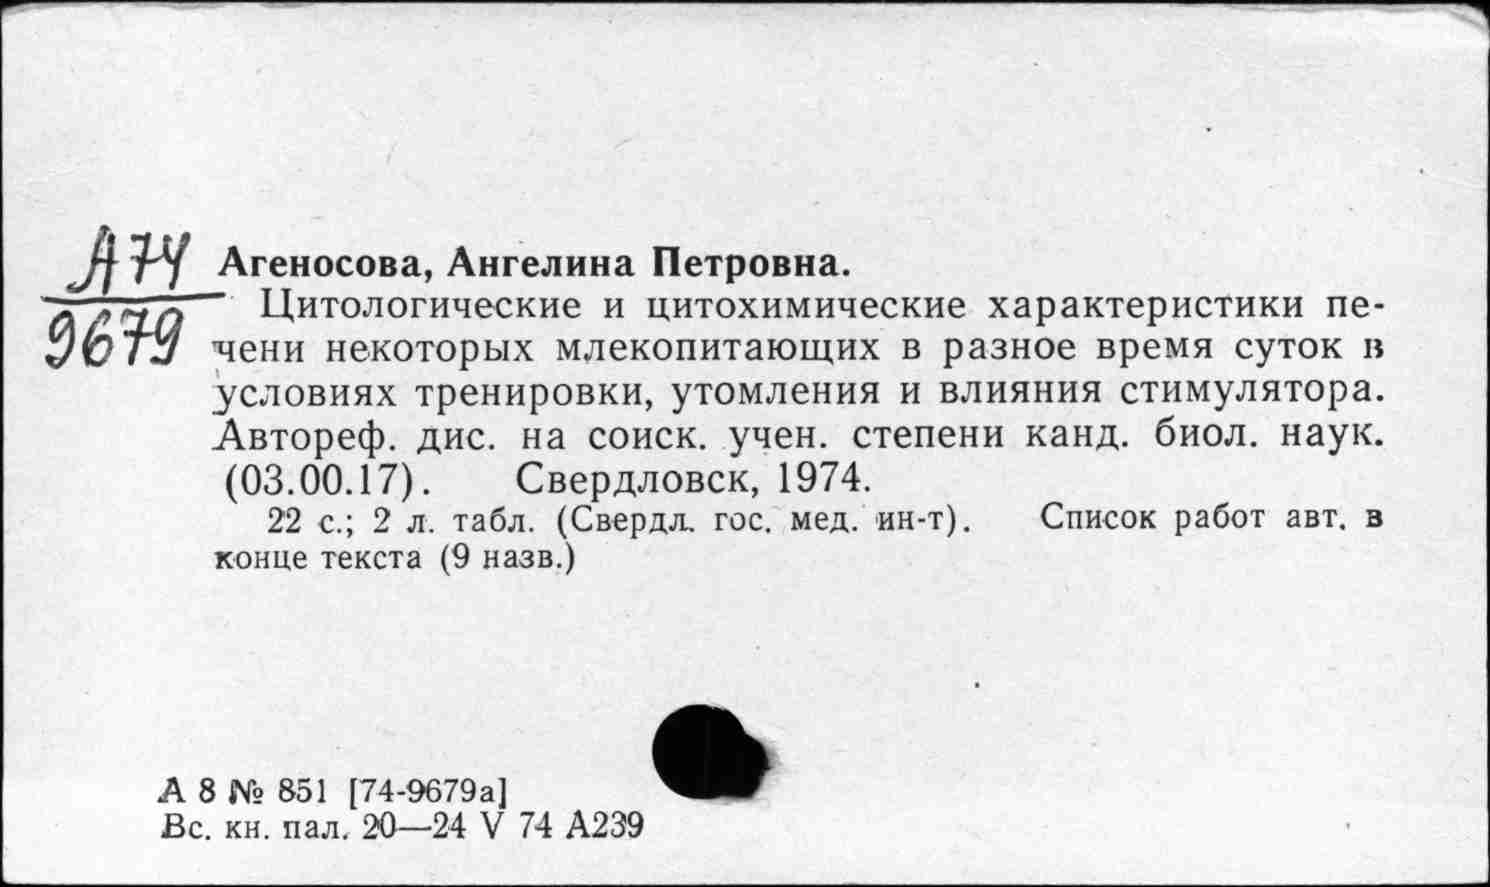 А74
9679
Агеносова, Ангелина Петровна.
Цитологические и цитохимические характеристики пе-
чени некоторых млекопитающих в разное время суток в
условиях тренировки, утомления и влияния стимулятора.
Автореф. дис. на соиск. учен. степени канд. биол. наук.
(03.00.17). Свердловск, 1974.
22 с.; 2 л. табл. (Свердл. гос. мед. ин-т). Список работ авт. в
конце текста (9 назв.)
А 8 № 851 [74-9679а]
Вс. кн. пал. 20—24 V 74 А239